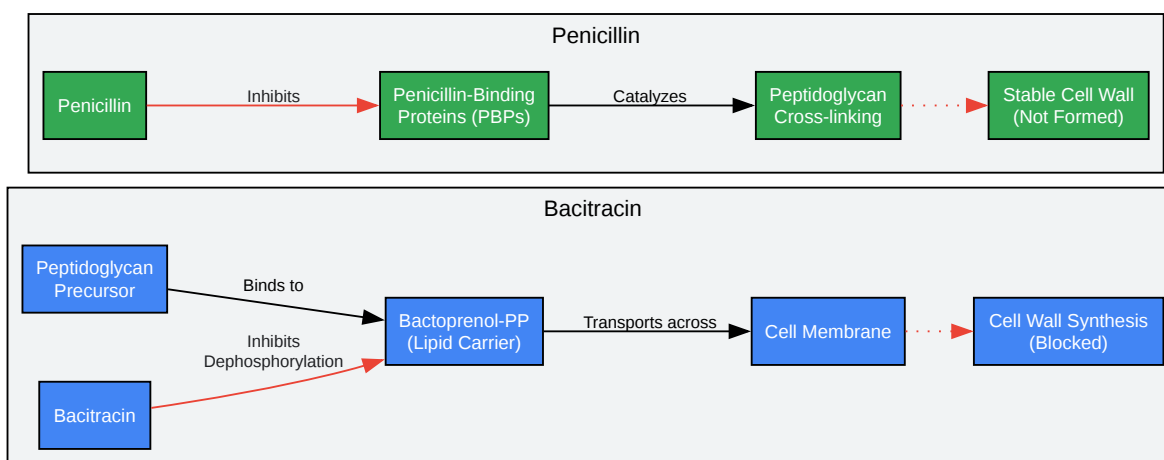 Penicillin
Penicillin
Inhibits
Penicillin-Binding
Proteins (PBPs)
Catalyzes
Peptidoglycan
Cross-linking
Stable Cell Wall
(Not Formed)
Bacitracin
Peptidoglycan
Precursor
Binds to
Inhibits
Dephosphorylation
Bacitracin
Bactoprenol-PP
(Lipid Carrier)
Transports across
Cell Membrane
Cell Wall Synthesis
(Blocked)